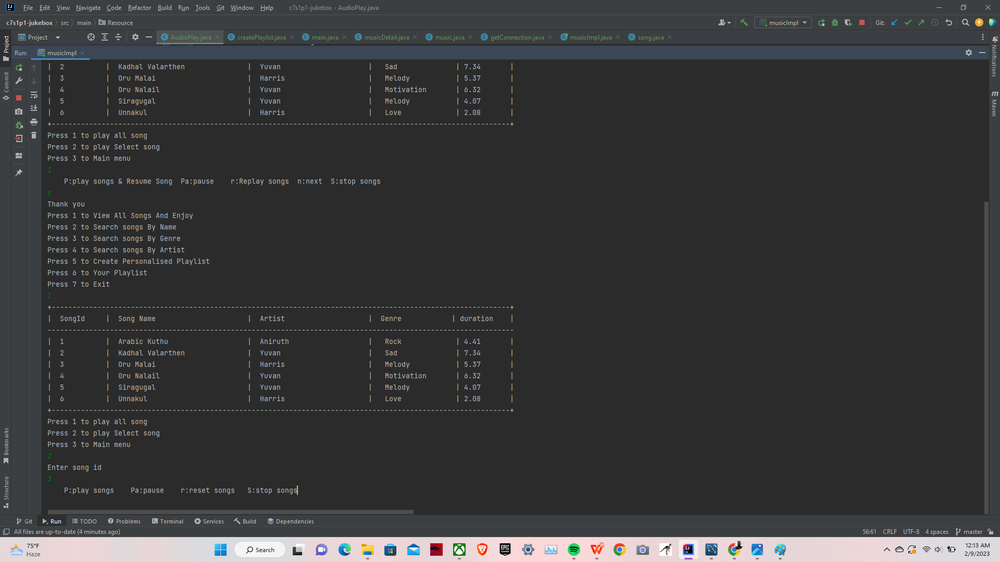 File Edit View Navigate Code Refactor Build Run Tools Git Window Help c7s1p1-jukebox - AudioPlay.java
c7s1p1-jukebox src main Resource musicImpl Git:
Project AudioPlay.java createPlaylist.java main.java musicDetail.java music.java getConnection.java musicImpl.java song.java
Run: musicImpl
| 2 | Kadhal Valarthen | Yuvan | Sad | 7.34 |
| 3 | Oru Malai | Harris | Melody | 5.37 |
| 4 | Oru Nalail | Yuvan | Motivation | 6.32 |
| 5 | Siragugal | Yuvan | Melody | 4.07 |
| 6 | Unnakul | Harris | Love | 2.08 |
+--------------------------------------------------------------------------------------------------------------+
Press 1 to play all song
Press 2 to play Select song
Press 3 to Main menu
1
P:play songs & Resume Song Pa:pause r:Replay songs n:next S:stop songs
s
Thank you
Press 1 to View All Songs And Enjoy
Press 2 to Search songs By Name
Press 3 to Search songs By Genre
Press 4 to Search songs By Artist
Press 5 to Create Personalised Playlist
Press 6 to Your Playlist
Press 7 to Exit
1
+--------------------------------------------------------------------------------------------------------------+
| SongId | Song Name | Artist | Genre | duration |
----------------------------------------------------------------------------------------------------------------
| 1 | Arabic Kuthu | Aniruth | Rock | 4.41 |
| 2 | Kadhal Valarthen | Yuvan | Sad | 7.34 |
| 3 | Oru Malai | Harris | Melody | 5.37 |
| 4 | Oru Nalail | Yuvan | Motivation | 6.32 |
| 5 | Siragugal | Yuvan | Melody | 4.07 |
| 6 | Unnakul | Harris | Love | 2.08 |
+--------------------------------------------------------------------------------------------------------------+
Press 1 to play all song
Press 2 to play Select song
Press 3 to Main menu
2
Enter song id
3
P:play songs Pa:pause r:reset songs S:stop songs
Project
Commit
Bookmarks
Structure
Notifications
Maven
Git Run TODO Problems Terminal Services Build Dependencies
All files are up-to-date (4 minutes ago) 56:61 CRLF UTF-8 4 spaces master
75°F
Haze
Search
EPIC GAMES
12:13 AM
2/9/2023